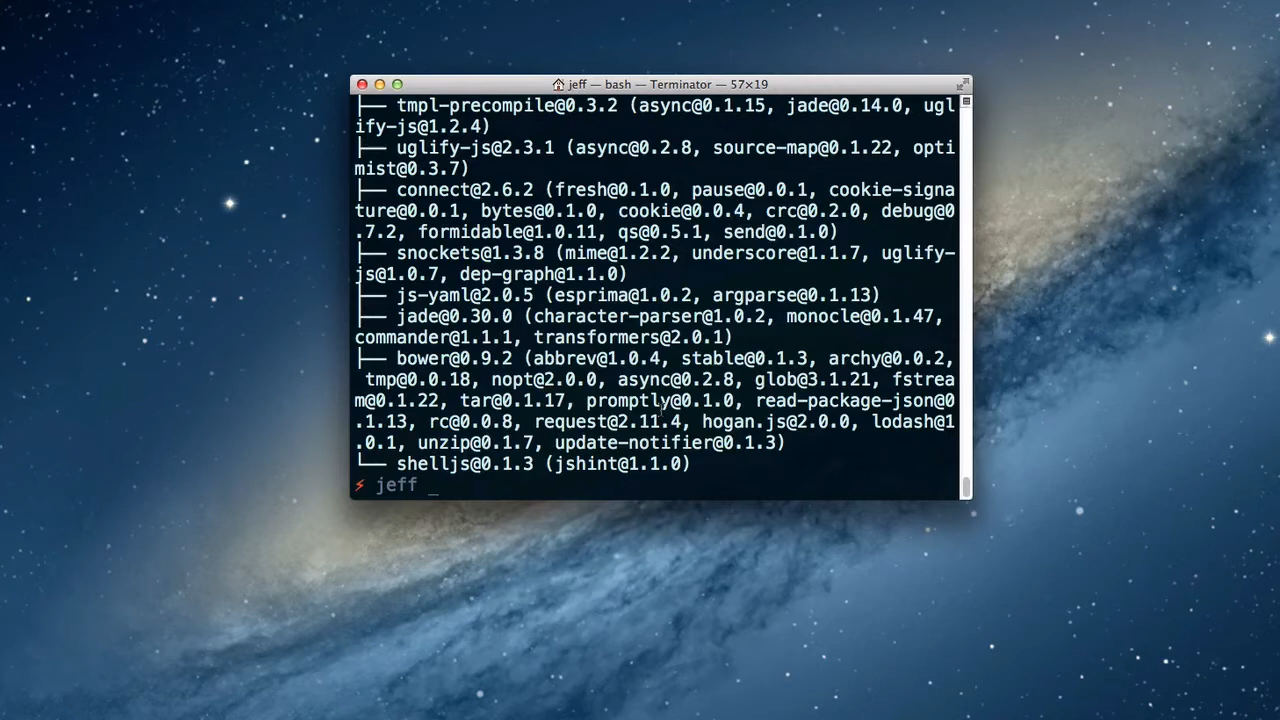 jeff — bash — Terminator — 57×19
├── tmpl-precompile@0.3.2 (async@0.1.15, jade@0.14.0, ugl
ify-js@1.2.4)
├── uglify-js@2.3.1 (async@0.2.8, source-map@0.1.22, opti
mist@0.3.7)
├── connect@2.6.2 (fresh@0.1.0, pause@0.0.1, cookie-signa
ture@0.0.1, bytes@0.1.0, cookie@0.0.4, crc@0.2.0, debug@0
.7.2, formidable@1.0.11, qs@0.5.1, send@0.1.0)
├── snockets@1.3.8 (mime@1.2.2, underscore@1.1.7, uglify-
js@1.0.7, dep-graph@1.1.0)
├── js-yaml@2.0.5 (esprima@1.0.2, argparse@0.1.13)
├── jade@0.30.0 (character-parser@1.0.2, monocle@0.1.47,
commander@1.1.1, transformers@2.0.1)
├── bower@0.9.2 (abbrev@1.0.4, stable@0.1.3, archy@0.0.2,
tmp@0.0.18, nopt@2.0.0, async@0.2.8, glob@3.1.21, fstrea
m@0.1.22, tar@0.1.17, promptly@0.1.0, read-package-json@0
.1.13, rc@0.0.8, request@2.11.4, hogan.js@2.0.0, lodash@1
.0.1, unzip@0.1.7, update-notifier@0.1.3)
└── shelljs@0.1.3 (jshint@1.1.0)
⚡ jeff _